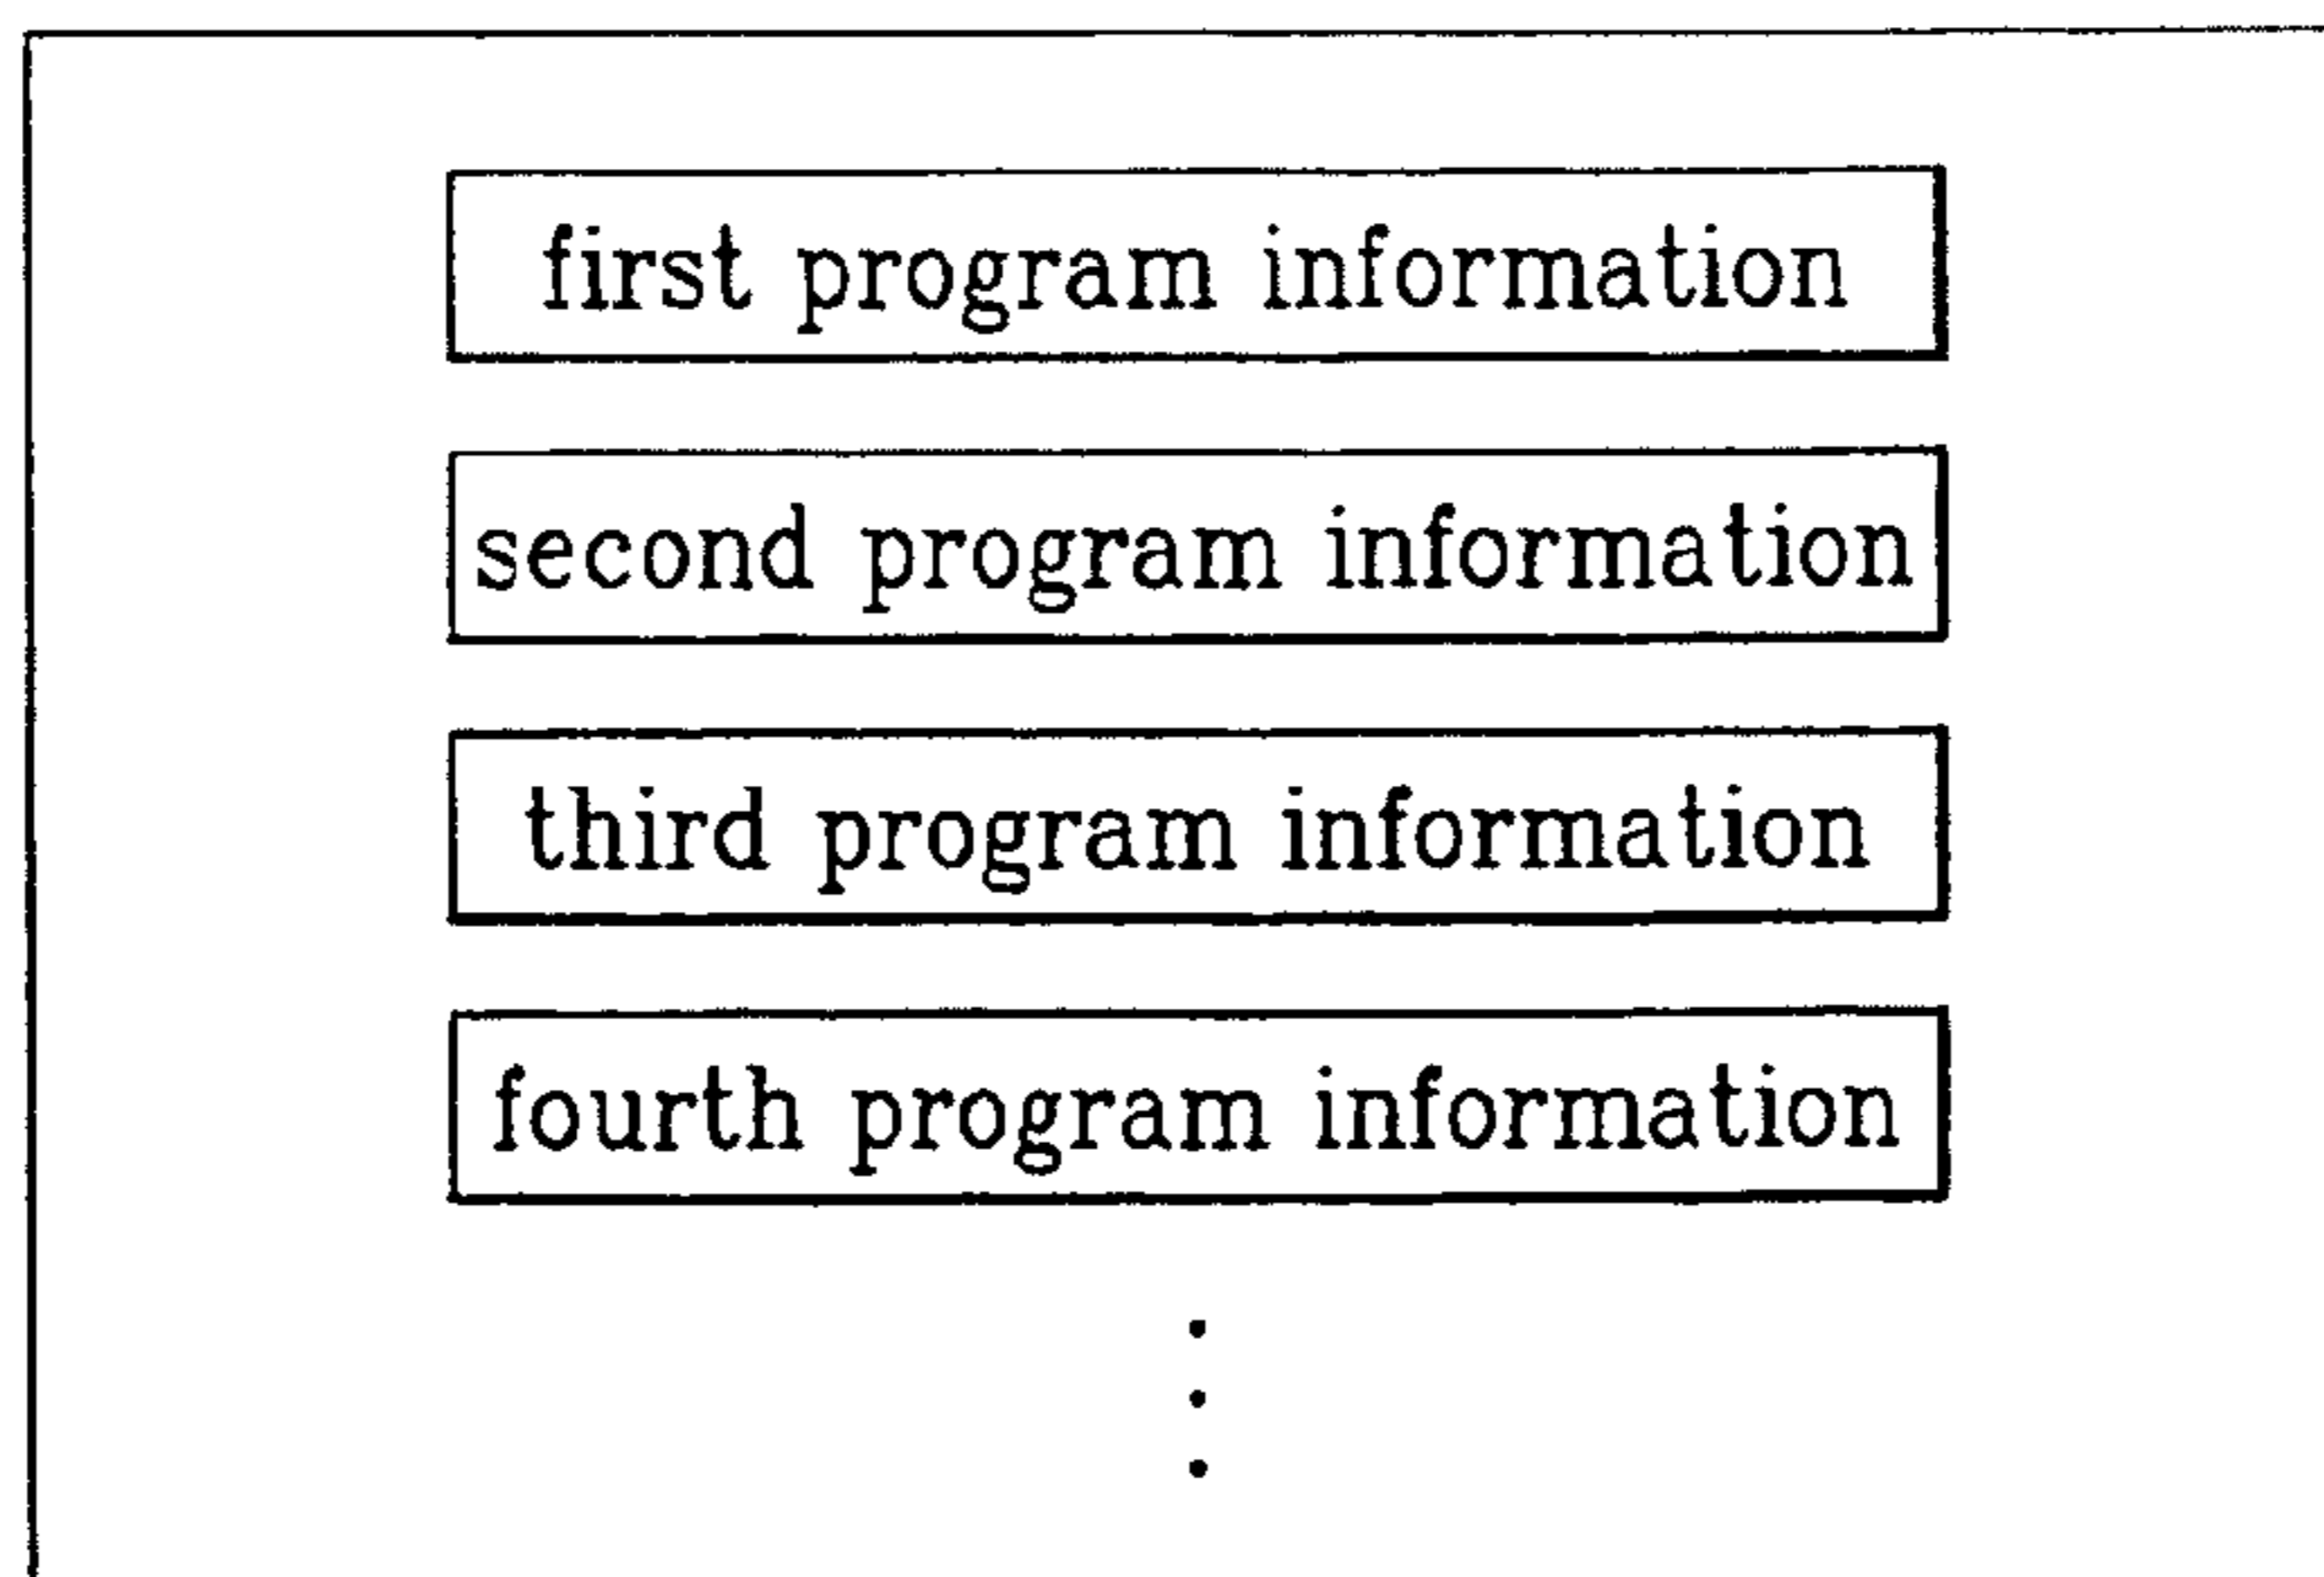 first program information
second program information
third program information
fourth program information